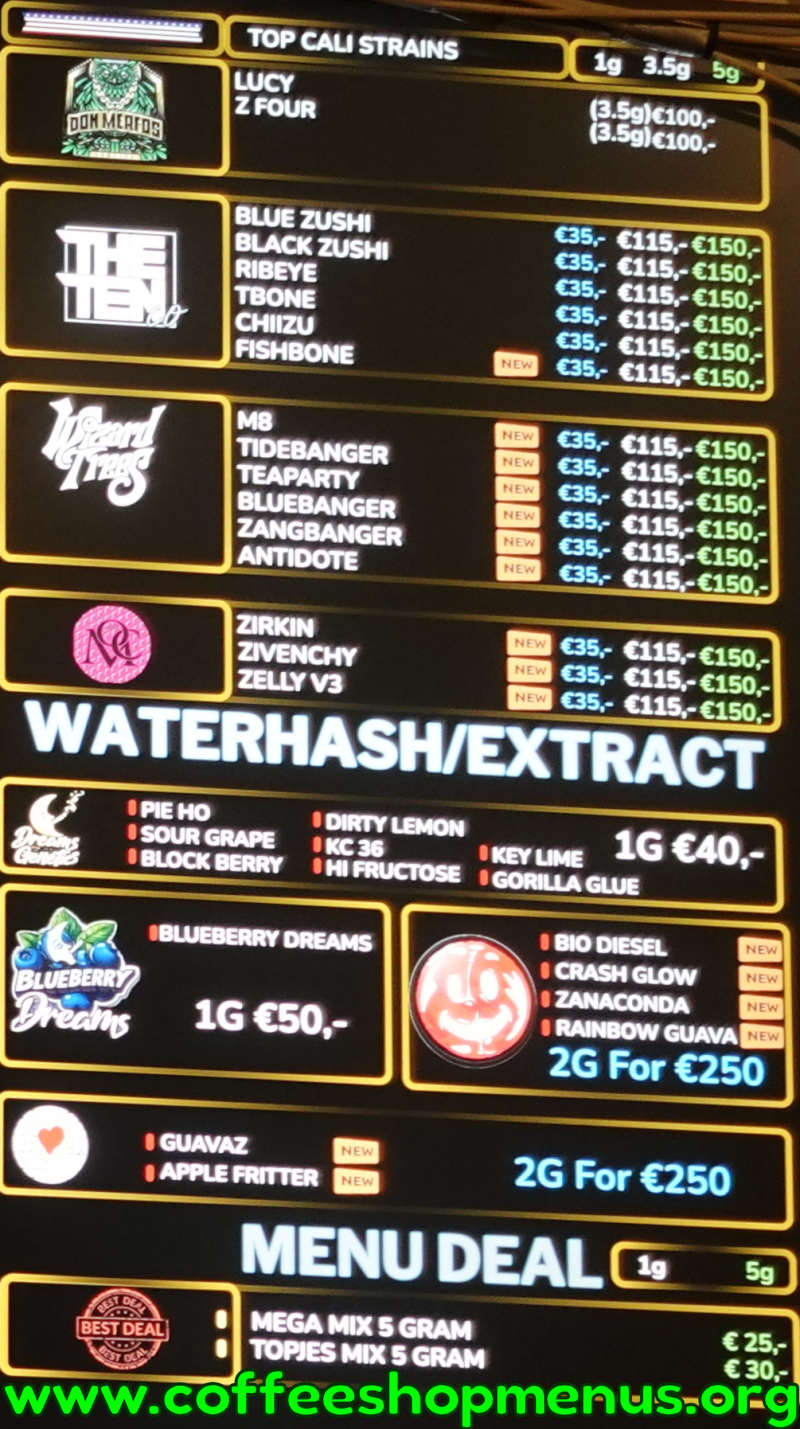 TOP CALI STRAINS
1g 3.5g 5g
DON MERFOS
LUCY (3.5g)€100,-
Z FOUR (3.5g)€100,-
THE TEN
BLUE ZUSHI €35,- €115,- €150,-
BLACK ZUSHI €35,- €115,- €150,-
RIBEYE €35,- €115,- €150,-
TBONE €35,- €115,- €150,-
CHIIZU €35,- €115,- €150,-
FISHBONE NEW €35,- €115,- €150,-
Wizard Trees
M8 NEW €35,- €115,- €150,-
TIDEBANGER NEW €35,- €115,- €150,-
TEAPARTY NEW €35,- €115,- €150,-
BLUEBANGER NEW €35,- €115,- €150,-
ZANGBANGER NEW €35,- €115,- €150,-
ANTIDOTE NEW €35,- €115,- €150,-
ZIRKIN NEW €35,- €115,- €150,-
ZIVENCHY NEW €35,- €115,- €150,-
ZELLY V3 NEW €35,- €115,- €150,-
WATERHASH/EXTRACT
Dreams Genetics
PIE HO
SOUR GRAPE
BLOCK BERRY
DIRTY LEMON
KC 36
HI FRUCTOSE
KEY LIME
GORILLA GLUE
1G €40,-
BLUEBERRY
Dreams
BLUEBERRY DREAMS
1G €50,-
BIO DIESEL NEW
CRASH GLOW NEW
ZANACONDA NEW
RAINBOW GUAVA NEW
2G For €250
GUAVAZ NEW
APPLE FRITTER NEW
2G For €250
MENU DEAL
1g 5g
BEST DEAL
BEST DEAL
BEST DEAL
MEGA MIX 5 GRAM € 25,-
TOPJES MIX 5 GRAM € 30,-
www.coffeeshopmenus.org